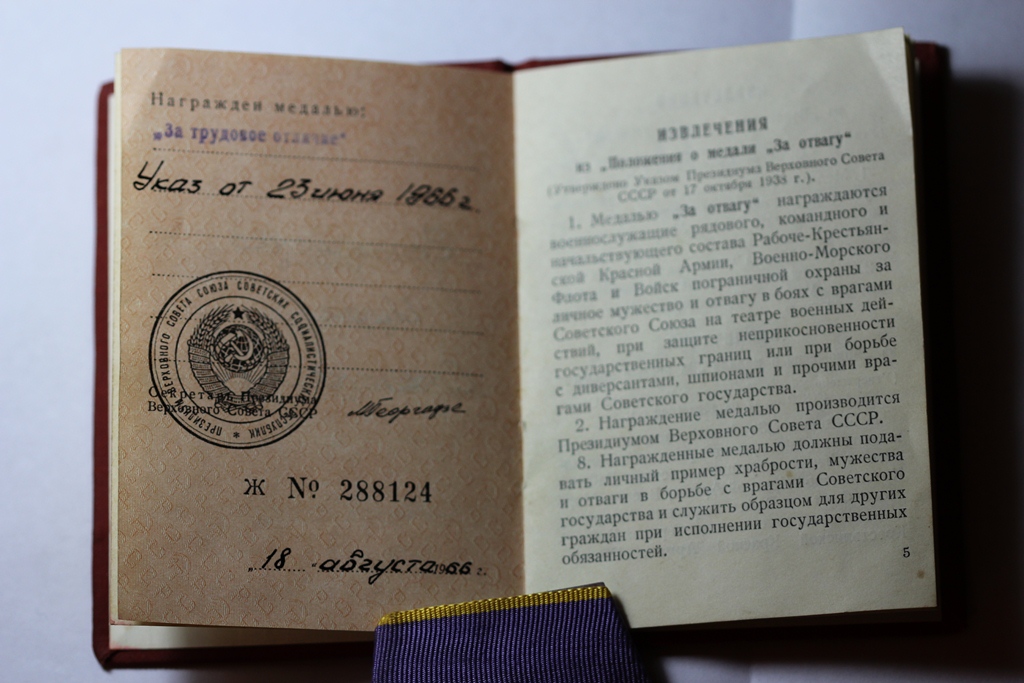 Награжден медалью:
„За трудовое отличие“
Указ от 23 июня 1966 г.
ПРЕЗИДИУМ ВЕРХОВНОГО СОВЕТА СОЮЗА СОВЕТСКИХ СОЦИАЛИСТИЧЕСКИХ РЕСПУБЛИК *
Секретарь Президиума
Верховного Совета СССР
Ж № 288124
„18 “ августа 1966 г.
ИЗВЛЕЧЕНИЯ
из „Положения о медали „За отвагу“
(Утверждено Указом Президиума Верховного Совета
СССР от 17 октября 1938 г.).
1. Медалью „За отвагу“ награждаются
военнослужащие рядового, командного и
начальствующего состава Рабоче-Крестьян-
ской Красной Армии, Военно-Морского
Флота и Войск пограничной охраны за
личное мужество и отвагу в боях с врагами
Советского Союза на театре военных дей-
ствий, при защите неприкосновенности
государственных границ или при борьбе
с диверсантами, шпионами и прочими вра-
гами Советского государства.
2. Награждение медалью производится
Президиумом Верховного Совета СССР.
8. Награжденные медалью должны пода-
вать личный пример храбрости, мужества
и отваги в борьбе с врагами Советского
государства и служить образцом для других
граждан при исполнении государственных
обязанностей.
5